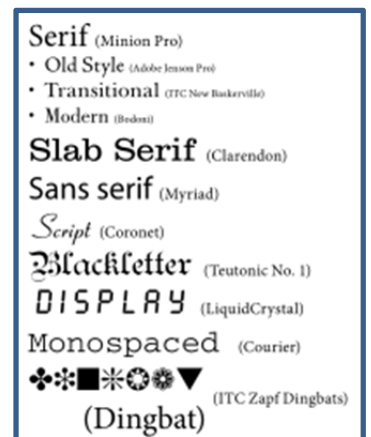 Serif (Minion Pro)
• Old Style (Adobe Jenson Pro)
• Transitional (ITC New Baskerville)
• Modern (Bodoni)
Slab Serif (Clarendon)
Sans serif (Myriad)
Script (Coronet)
Blackletter (Teutonic No. 1)
DISPLAY (LiquidCrystal)
Monospaced (Courier)
✤✻■❇❂❁▼ (ITC Zapf Dingbats)
(Dingbat)